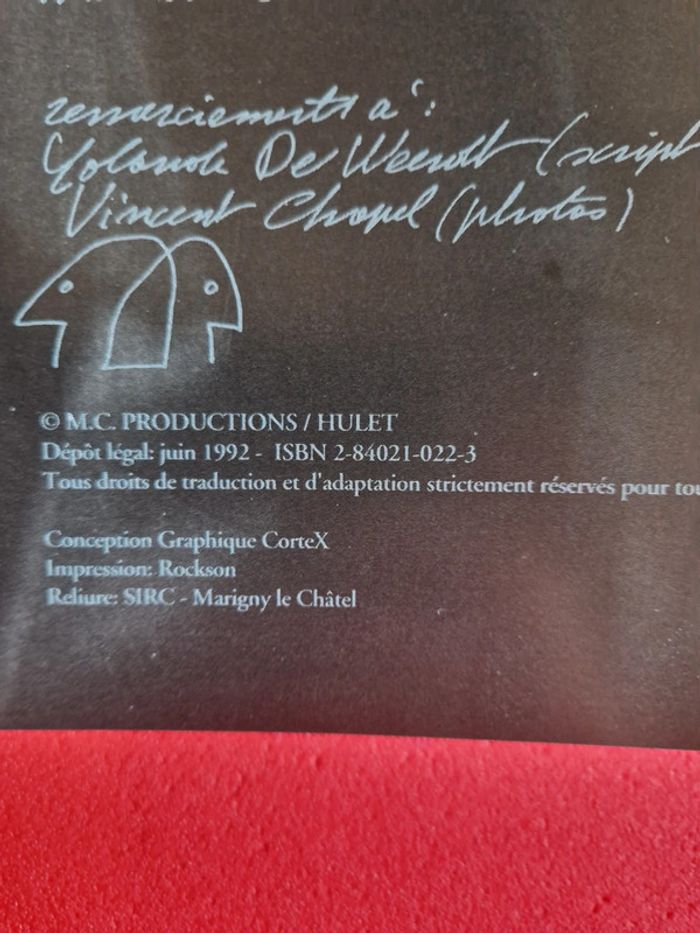 remerciements à :
Yolande De Weerdt (script
Vincent Chapel (photos)
© M.C. PRODUCTIONS / HULET
Dépôt légal: juin 1992 - ISBN 2-84021-022-3
Tous droits de traduction et d'adaptation strictement réservés pour tou
Conception Graphique CorteX
Impression: Rockson
Reliure: SIRC - Marigny le Châtel